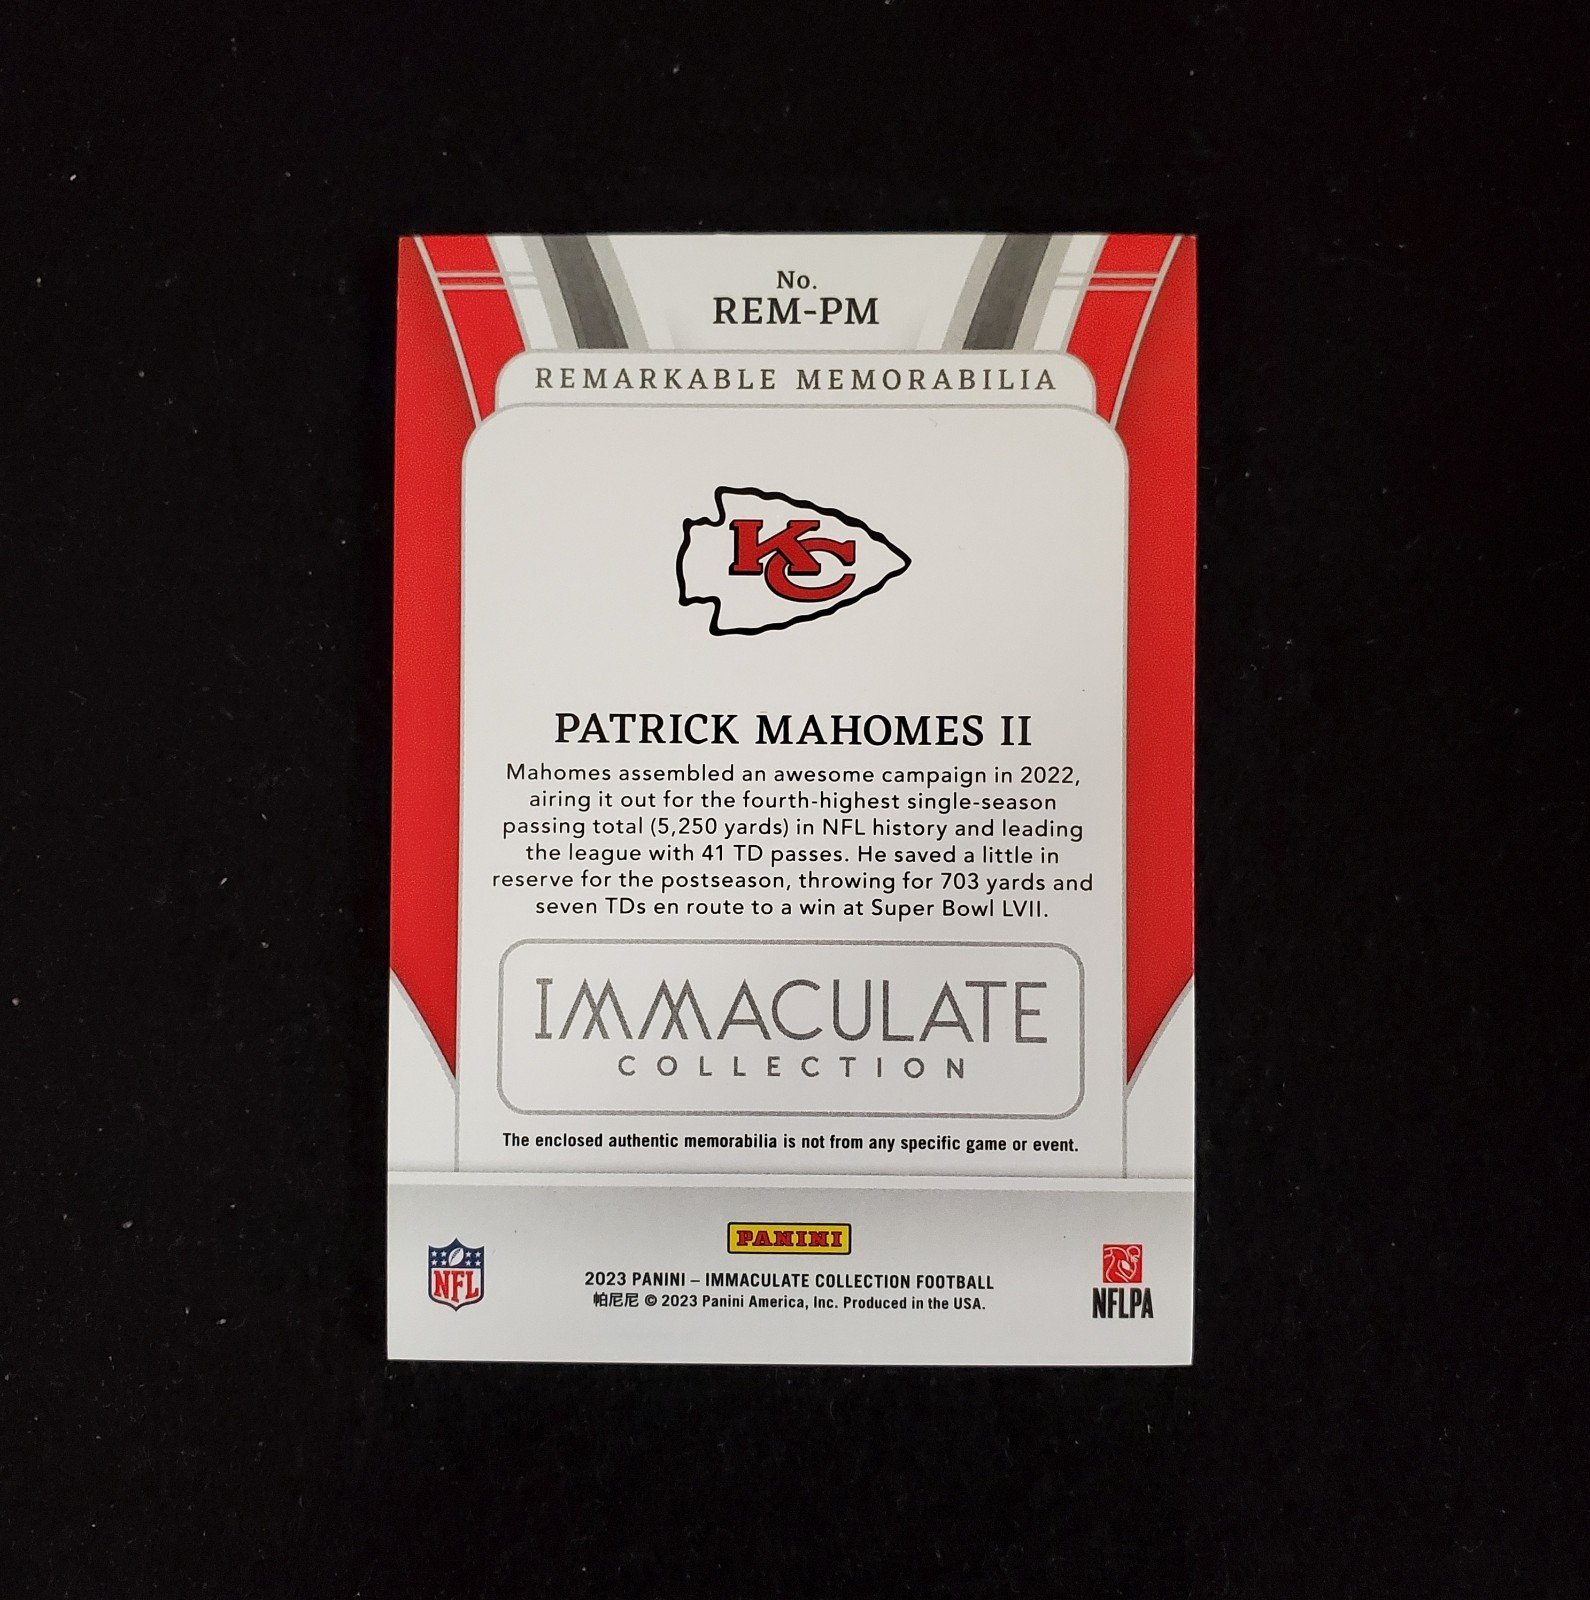 No.
REM-PM
REMARKABLE MEMORABILIA
KC
PATRICK MAHOMES II
Mahomes assembled an awesome campaign in 2022,
airing it out for the fourth-highest single-season
passing total (5,250 yards) in NFL history and leading
the league with 41 TD passes. He saved a little in
reserve for the postseason, throwing for 703 yards and
seven TDs en route to a win at Super Bowl LVII.
IMMACULATE
COLLECTION
The enclosed authentic memorabilia is not from any specific game or event.
PANINI
NFL
2023 PANINI – IMMACULATE COLLECTION FOOTBALL
帕尼尼 © 2023 Panini America, Inc. Produced in the USA.
NFLPA